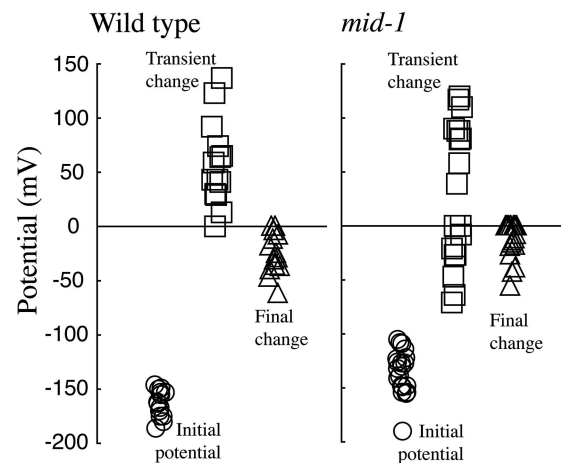 Wild type
mid-1
Transient
change
Transient
change
150
100
50
0
-50
-100
-150
-200
Potential (mV)
Final
change
Final
change
Initial
potential
Initial
potential